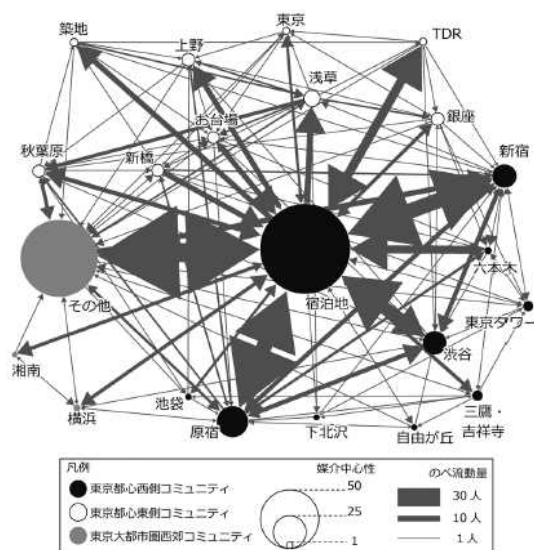 東京
築地
上野
TDR
浅草
お台場
銀座
秋葉原
新橋
新宿
六本木
その他
宿泊地
東京タワー
渋谷
湘南
池袋
三鷹・
吉祥寺
横浜
原宿
下北沢
自由が丘
凡例
媒介中心性
のべ流動量
東京都心西側コミュニティ
50
30 人
東京都心東側コミュニティ
25
10 人
東京大都市圏西郊コミュニティ
1
1 人